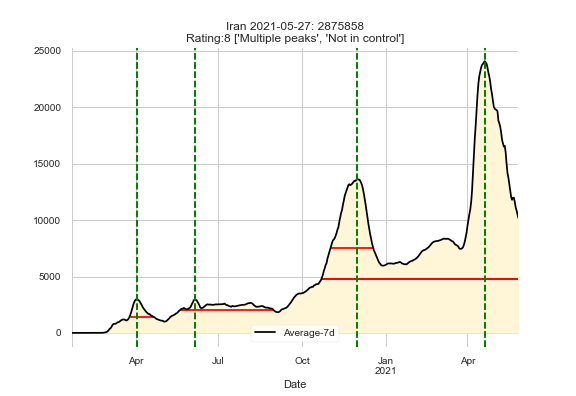 Iran 2021-05-27: 2875858
Rating:8 ['Multiple peaks', 'Not in control']
25000
20000
15000
10000
5000
0
Average-7d
Apr
Jul
Oct
Jan
2021
Apr
Date